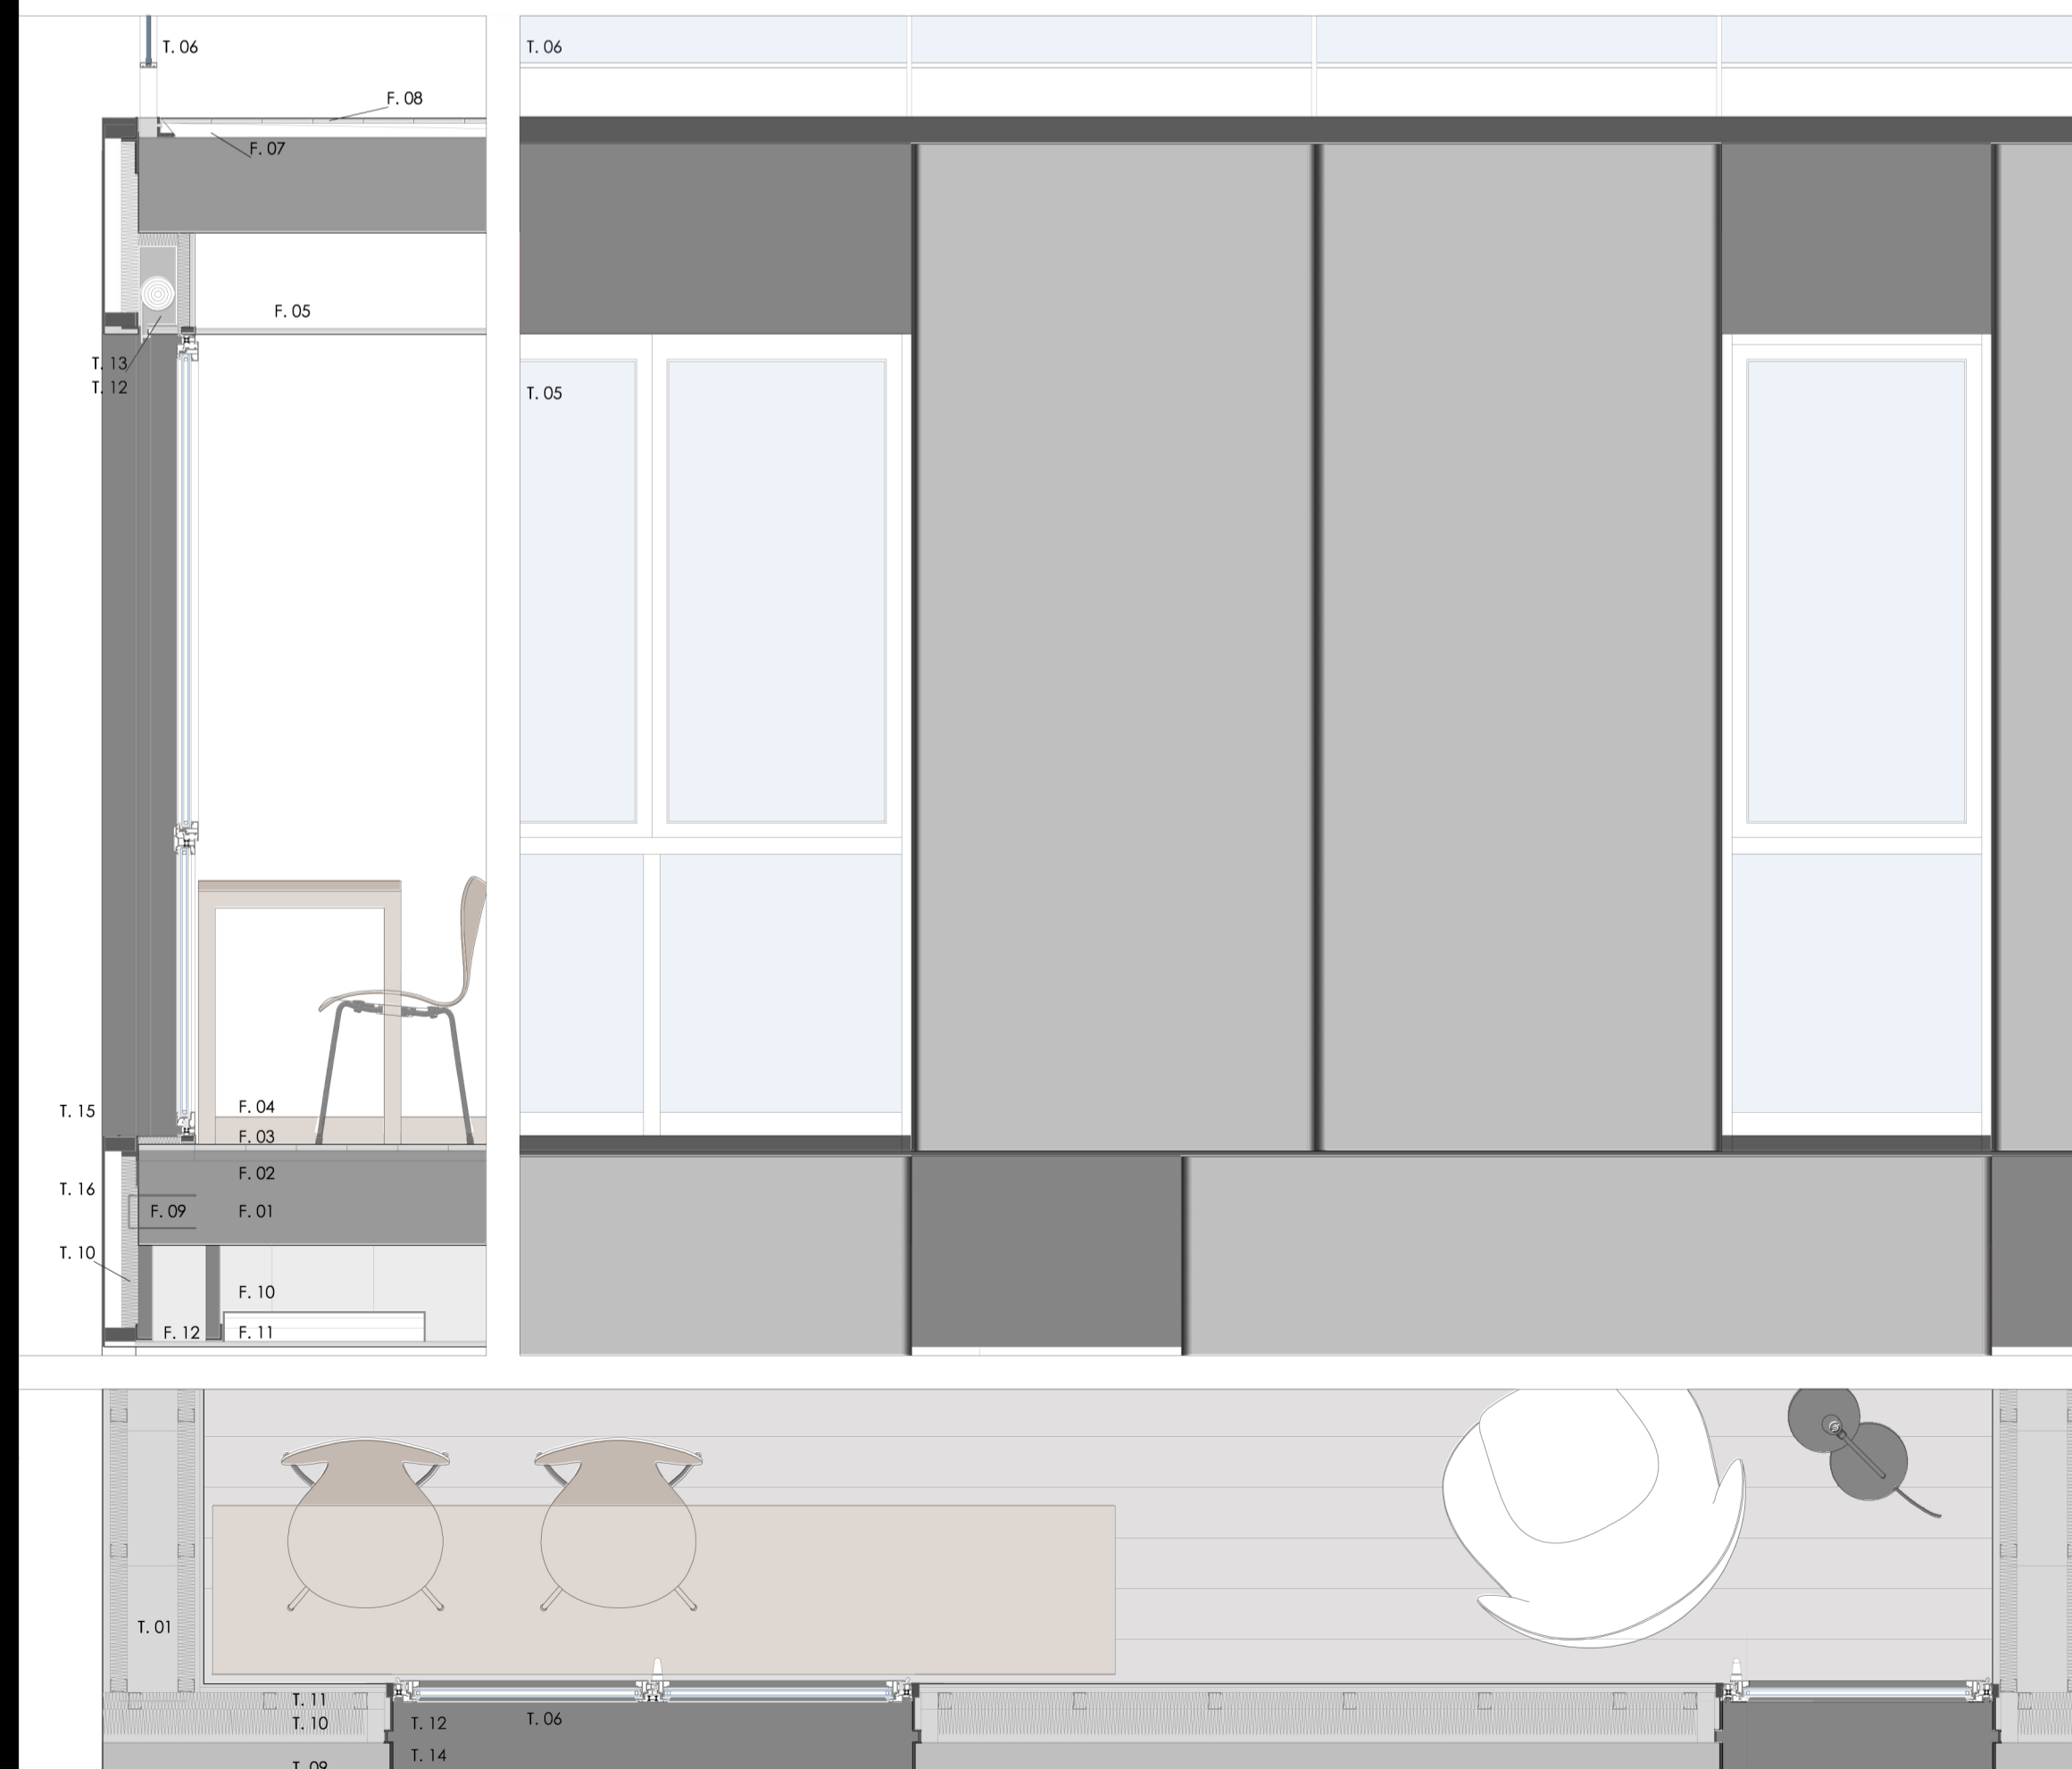 T. 06
T. 06
F. 08
F. 07
F. 05
T. 13
T. 12
T. 05
T. 15
F. 04
F. 03
F. 02
T. 16
F. 09
F. 01
T. 10
F. 10
F. 12
F. 11
T. 01
T. 11
T. 10
T. 12
T. 06
T. 14
T. 09